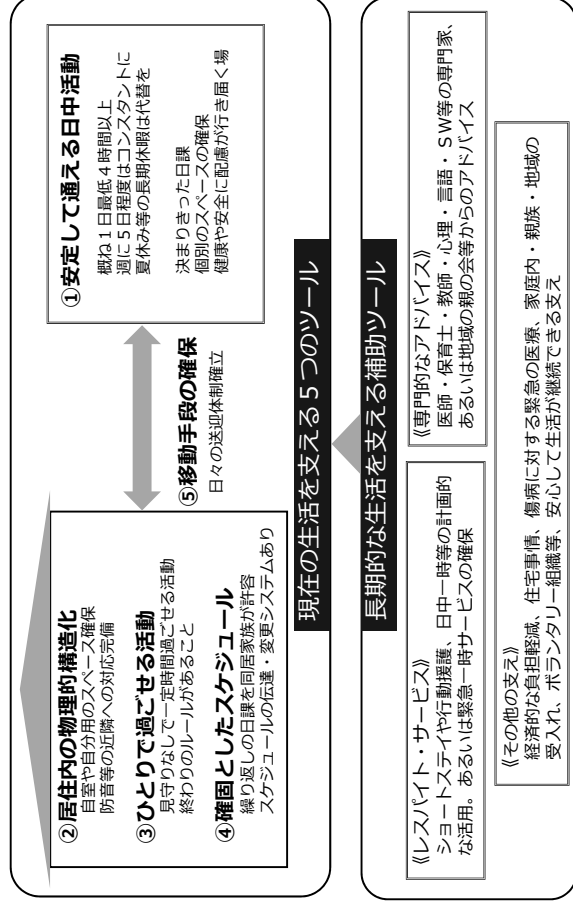 ②居住内の物理的構造化
自室や自分用のスペース確保
防音等の近隣への対応完備
③ひとりで過ごせる活動
見守りなしで一定時間過ごせる活動
終わりのルールがあること
④確固としたスケジュール
繰り返しの日課を同居家族が許容
スケジュールの伝達・変更システムあり
⑤移動手段の確保
日々の送迎体制確立
①安定して通える日中活動
概ね1日最低4時間以上
週に5日程度はコンスタントに
夏休み等の長期休暇は代替を
決まりきった日課
個別のスペースの確保
健康や安全に配慮が行き届く場
現在の生活を支える5つのツール
長期的な生活を支える補助ツール
《レスパイト・サービス》
ショートステイや行動援護、日中一時等の計画的
な活用。あるいは緊急一時サービスの確保
《専門的なアドバイス》
医師・保育士・教師・心理・言語・SW等の専門家、
あるいは地域の親の会等からのアドバイス
《その他の支え》
経済的な負担軽減、住宅事情、傷病に対する緊急の医療、家庭内・親族・地域の
受入れ、ボランタリー組織等、安心して生活が継続できる支え